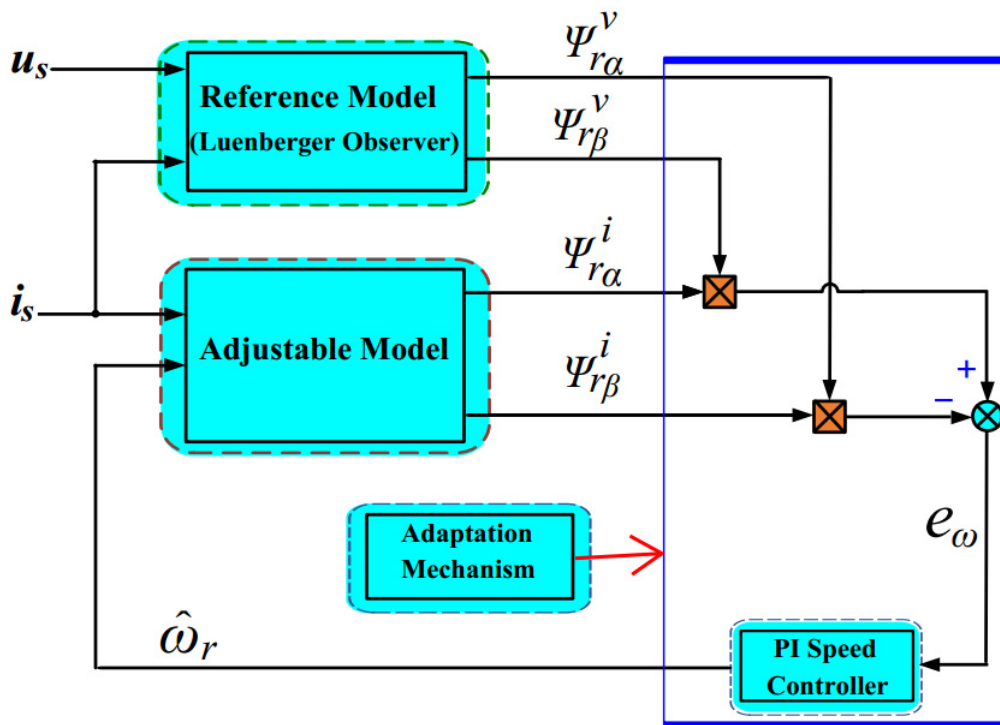 u_s
Reference Model
(Luenberger Observer)
Ψ_{rα}^v
Ψ_{rβ}^v
i_s
Adjustable Model
Ψ_{rα}^i
Ψ_{rβ}^i
+
−
Adaptation
Mechanism
e_ω
ω̂_r
PI Speed
Controller